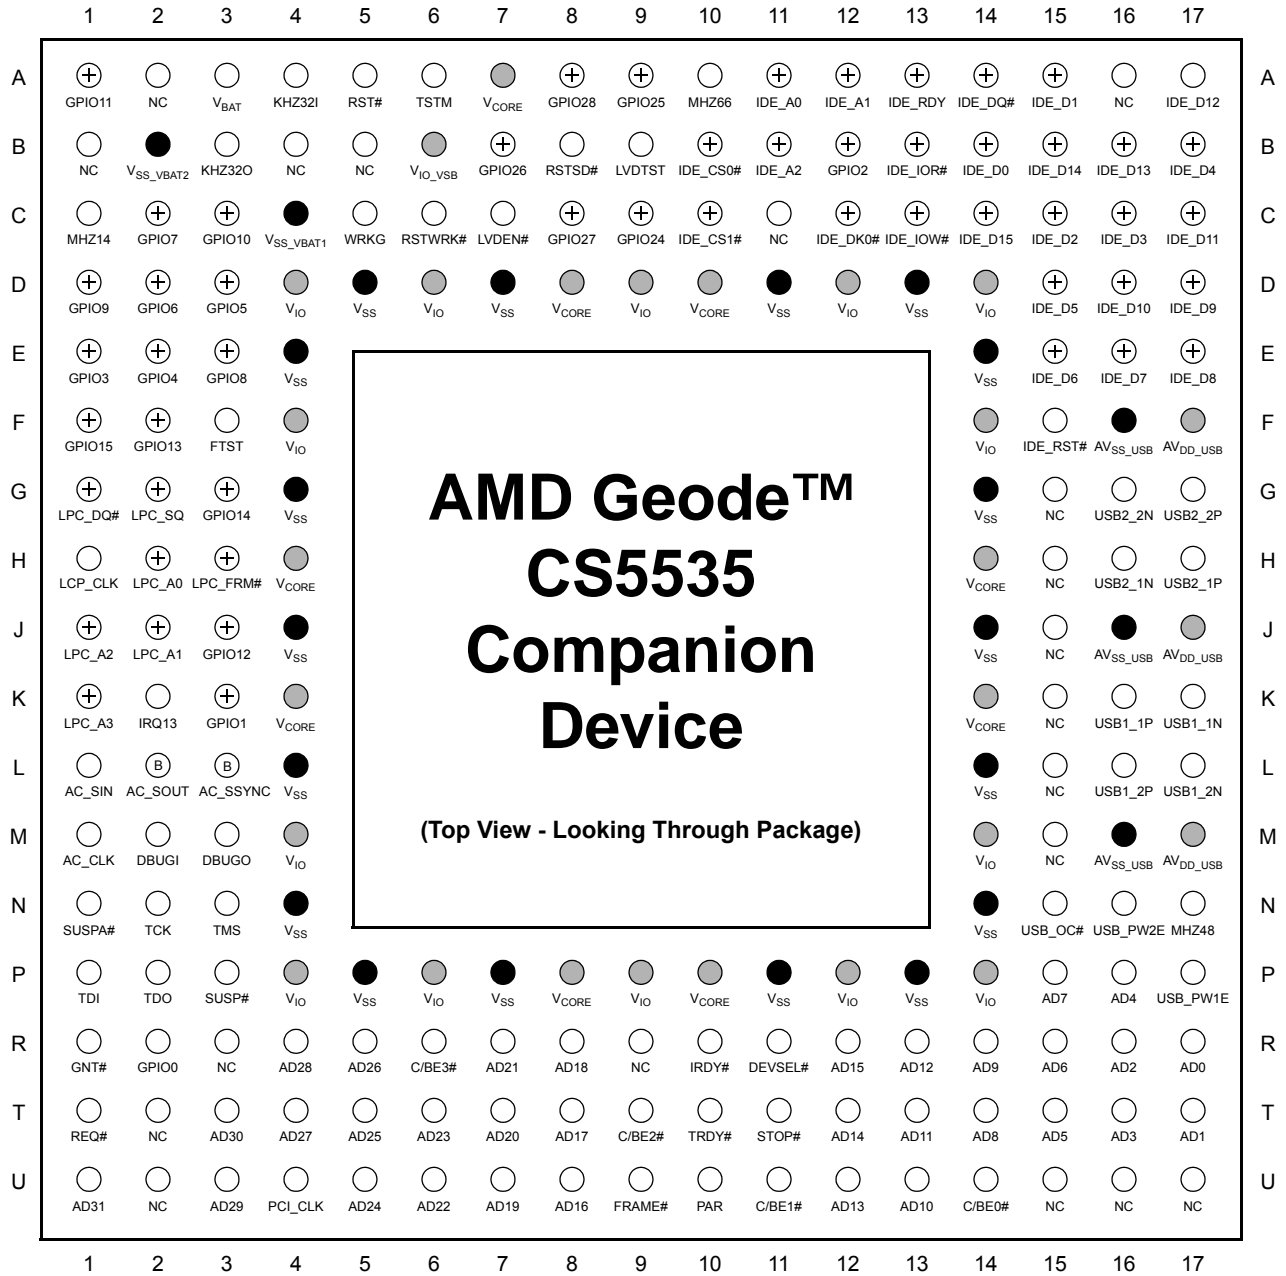 1 2 3 4 5 6 7 8 9 10 11 12 13 14 15 16 17
A A
GPIO11 NC VBAT KHZ32I RST# TSTM VCORE GPIO28 GPIO25 MHZ66 IDE_A0 IDE_A1 IDE_RDY IDE_DQ# IDE_D1 NC IDE_D12
B B
NC VSS_VBAT2 KHZ32O NC NC VIO_VSB GPIO26 RSTSD# LVDTST IDE_CS0# IDE_A2 GPIO2 IDE_IOR# IDE_D0 IDE_D14 IDE_D13 IDE_D4
C C
MHZ14 GPIO7 GPIO10 VSS_VBAT1 WRKG RSTWRK# LVDEN# GPIO27 GPIO24 IDE_CS1# NC IDE_DK0# IDE_IOW# IDE_D15 IDE_D2 IDE_D3 IDE_D11
D D
GPIO9 GPIO6 GPIO5 VIO VSS VIO VSS VCORE VIO VCORE VSS VIO VSS VIO IDE_D5 IDE_D10 IDE_D9
E E
GPIO3 GPIO4 GPIO8 VSS VSS IDE_D6 IDE_D7 IDE_D8
F F
GPIO15 GPIO13 FTST VIO VIO IDE_RST# AVSS_USB AVDD_USB
G G
LPC_DQ# LPC_SQ GPIO14 VSS VSS NC USB2_2N USB2_2P
H H
LCP_CLK LPC_A0 LPC_FRM# VCORE VCORE NC USB2_1N USB2_1P
J J
LPC_A2 LPC_A1 GPIO12 VSS VSS NC AVSS_USB AVDD_USB
K K
LPC_A3 IRQ13 GPIO1 VCORE VCORE NC USB1_1P USB1_1N
L B B L
AC_SIN AC_SOUT AC_SSYNC VSS VSS NC USB1_2P USB1_2N
M M
AC_CLK DBUGI DBUGO VIO VIO NC AVSS_USB AVDD_USB
N N
SUSPA# TCK TMS VSS VSS USB_OC# USB_PW2E MHZ48
AMD Geode™
CS5535
Companion
Device
(Top View - Looking Through Package)
P P
TDI TDO SUSP# VIO VSS VIO VSS VCORE VIO VCORE VSS VIO VSS VIO AD7 AD4 USB_PW1E
R R
GNT# GPIO0 NC AD28 AD26 C/BE3# AD21 AD18 NC IRDY# DEVSEL# AD15 AD12 AD9 AD6 AD2 AD0
T T
REQ# NC AD30 AD27 AD25 AD23 AD20 AD17 C/BE2# TRDY# STOP# AD14 AD11 AD8 AD5 AD3 AD1
U U
AD31 NC AD29 PCI_CLK AD24 AD22 AD19 AD16 FRAME# PAR C/BE1# AD13 AD10 C/BE0# NC NC NC
1 2 3 4 5 6 7 8 9 10 11 12 13 14 15 16 17